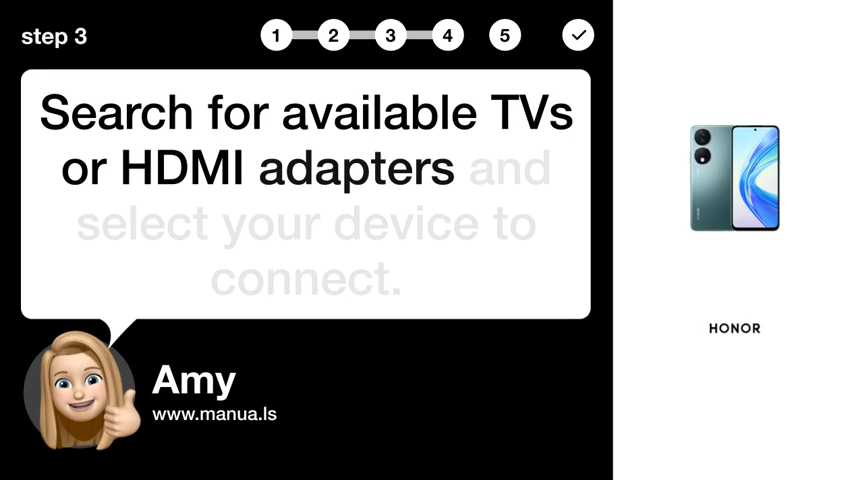 step 3
1 2 3 4 5
Search for available TVs
or HDMI adapters and
select your device to
connect.
Amy
www.manua.ls
HONOR